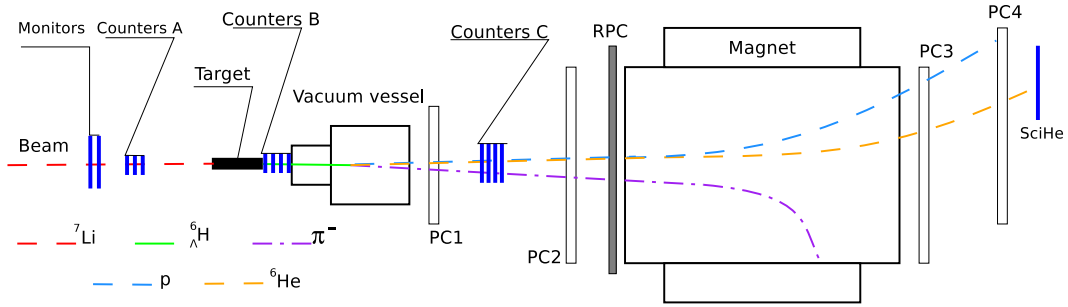 Monitors
Counters A
Counters B
Target
Vacuum vessel
Counters C
RPC
Magnet
PC4
PC3
SciHe
Beam
PC1
PC2
⁷Li
⁶ΛH
π⁻
p
⁶He